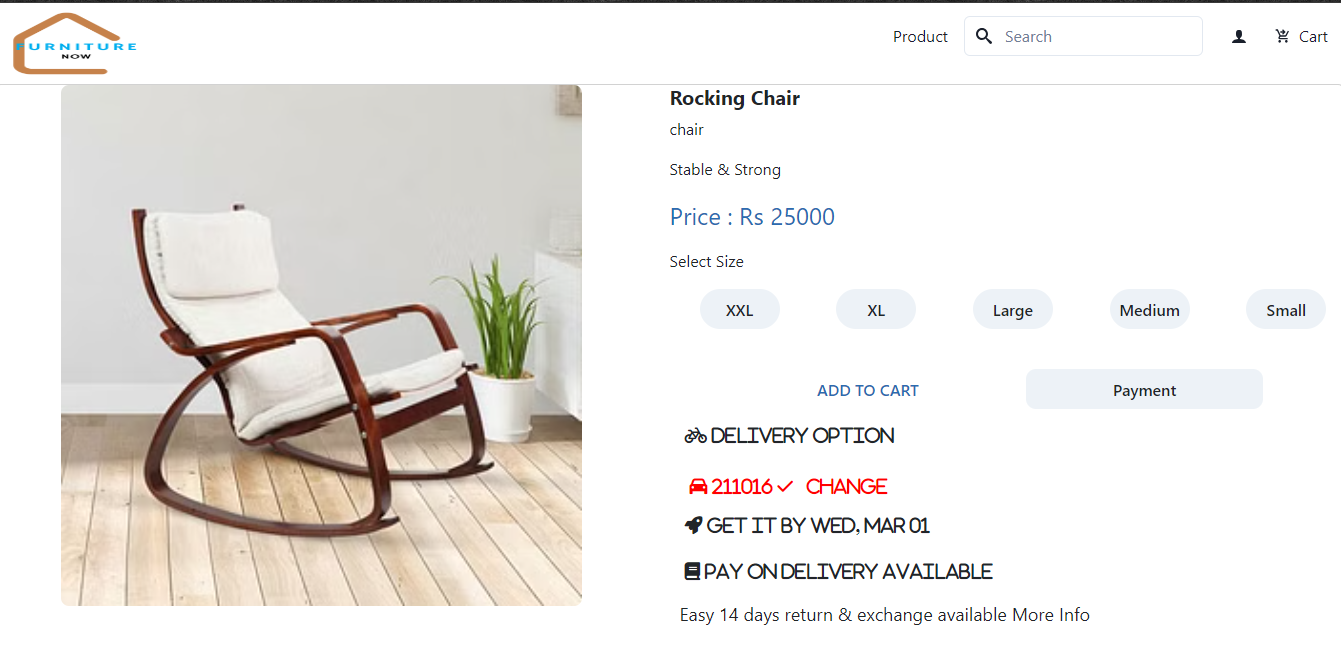 FURNITURE
NOW
Product
Search
Cart
Rocking Chair
chair
Stable & Strong
Price : Rs 25000
Select Size
XXL XL Large Medium Small
ADD TO CART Payment
DELIVERY OPTION
211016 CHANGE
GET IT BY WED, MAR 01
PAY ON DELIVERY AVAILABLE
Easy 14 days return & exchange available More Info